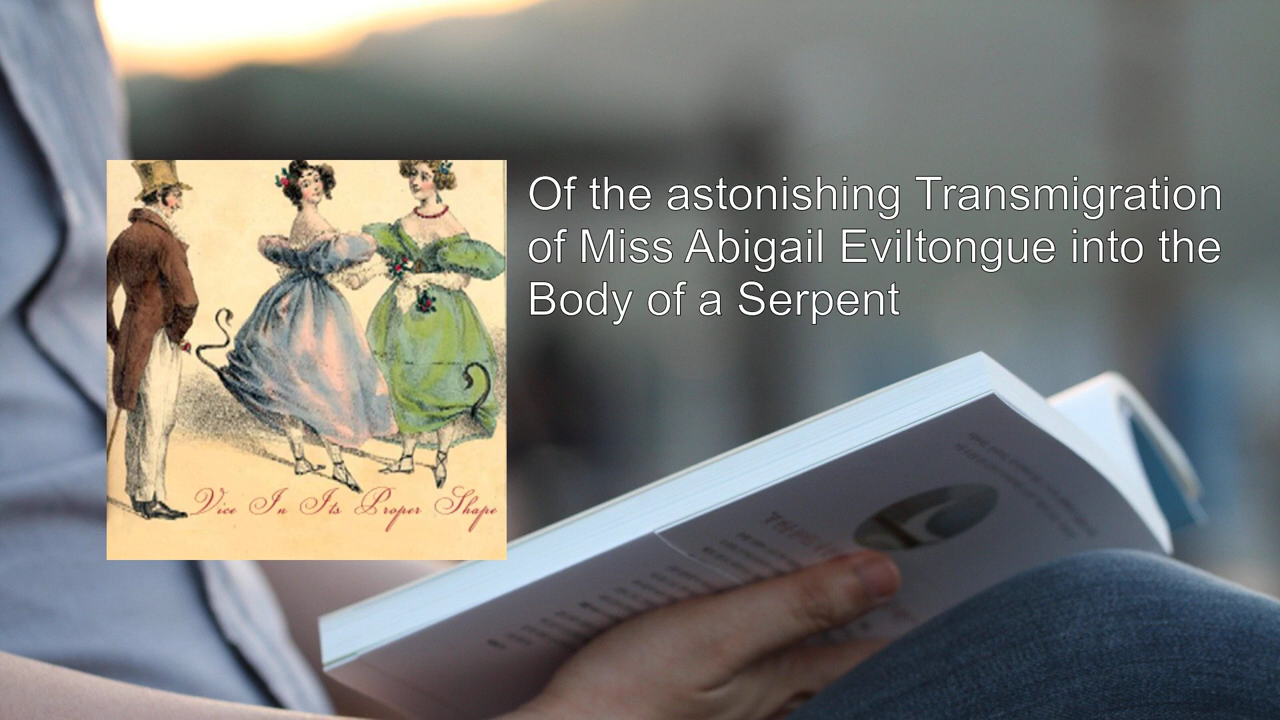 Of the astonishing Transmigration
of Miss Abigail Eviltongue into the
Body of a Serpent
Vice In Its Proper Shape